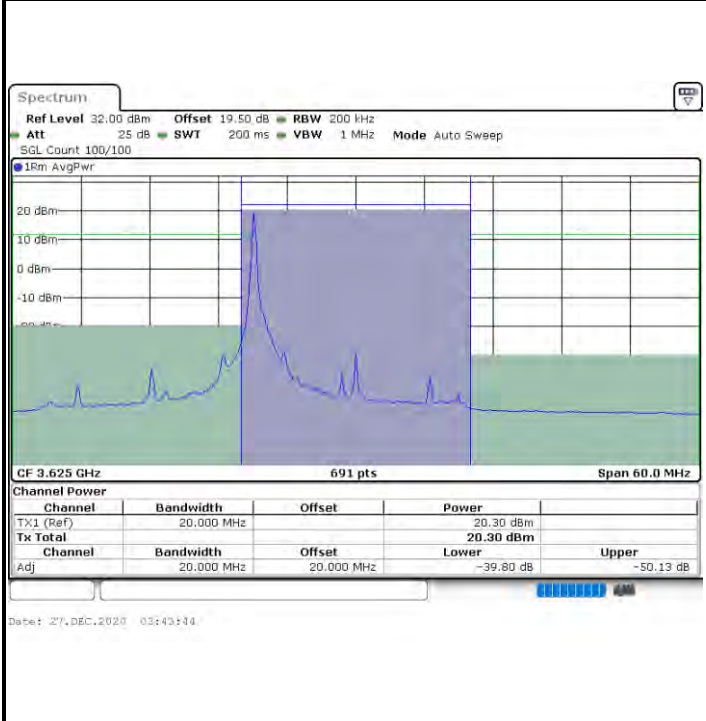 Spectrum
Ref Level 32.00 dBm Offset 19.50 dB RBW 200 kHz
Att 25 dB SWT 200 ms VBW 1 MHz Mode Auto Sweep
SGL Count 100/100
1Rm AvgPwr
20 dBm
10 dBm
0 dBm
-10 dBm
CF 3.625 GHz 691 pts Span 60.0 MHz
Channel Power
Channel Bandwidth Offset Power
TX1 (Ref) 20.000 MHz 20.30 dBm
Tx Total 20.30 dBm
Channel Bandwidth Offset Lower Upper
Adj 20.000 MHz 20.000 MHz -39.80 dB -50.13 dB
Date: 27.DEC.2020 03:43:44